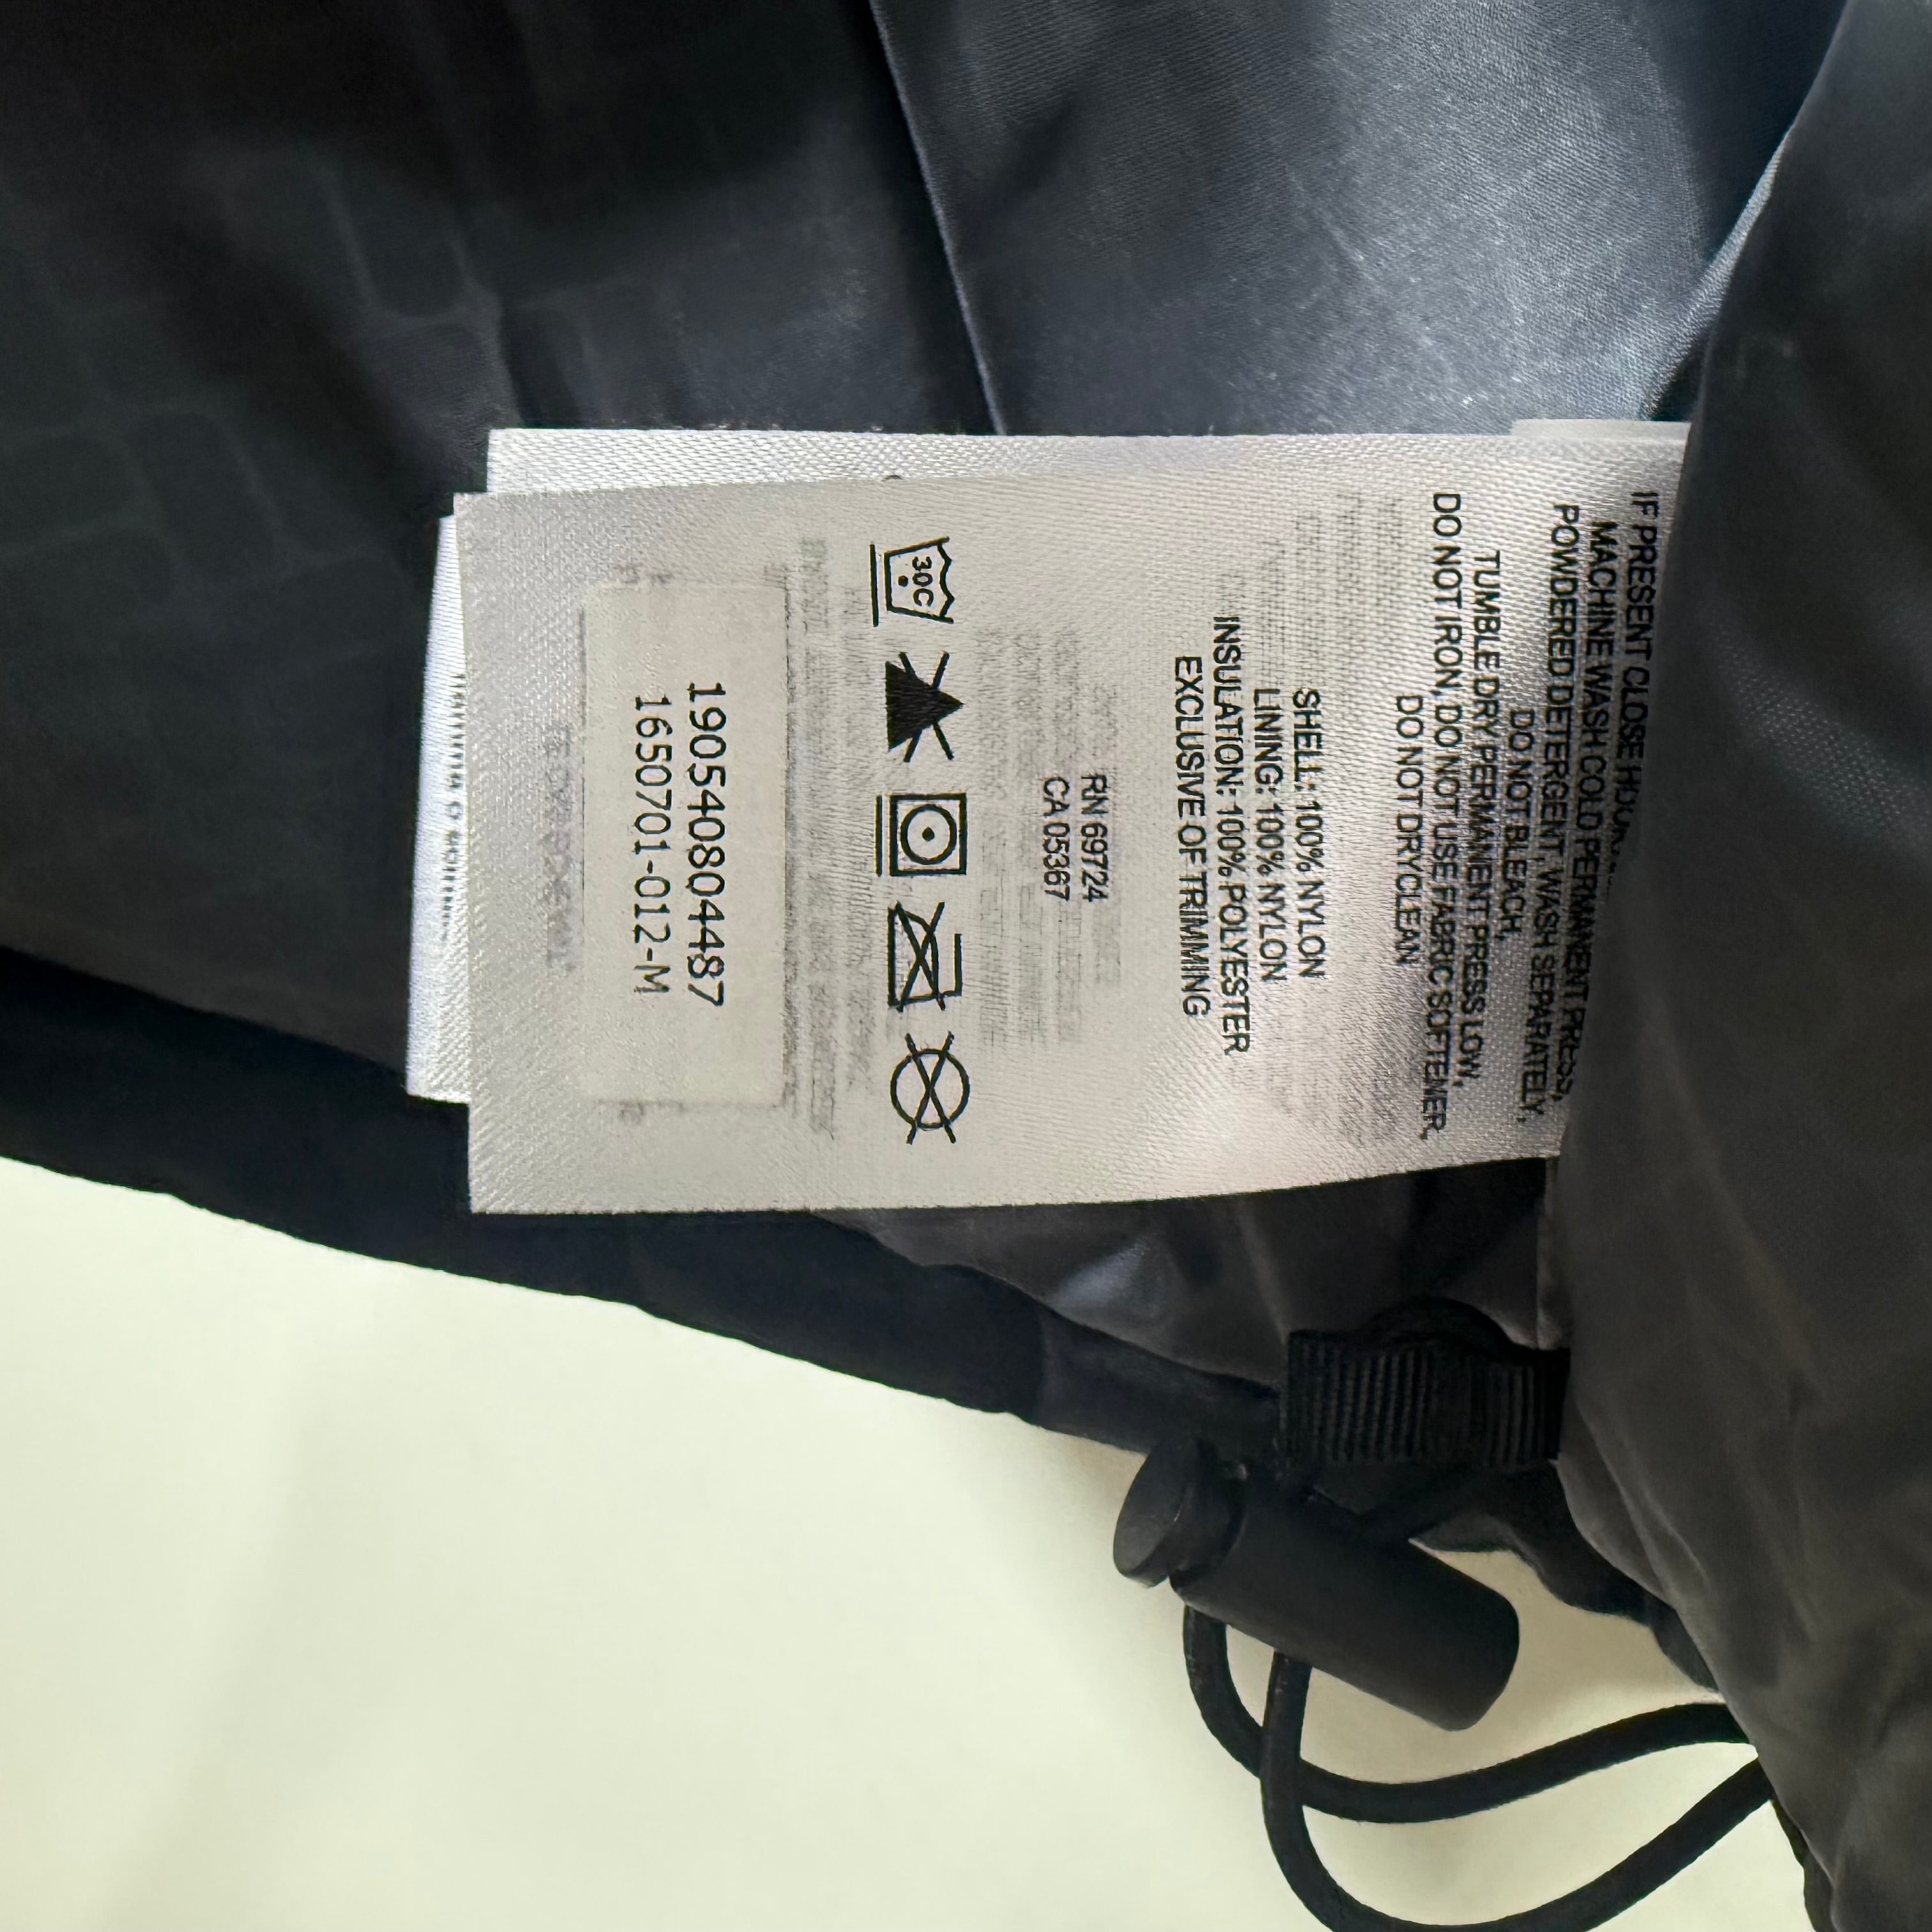 IF PRESENT CLOSE
MACHINE WASH COLD PERMANENT PRESS,
POWDERED DETERGENT, WASH SEPARATELY,
DO NOT BLEACH,
TUMBLE DRY PERMANENT PRESS LOW,
DO NOT IRON, DO NOT USE FABRIC SOFTENER,
DO NOT DRYCLEAN
SHELL: 100% NYLON
LINING: 100% NYLON
INSULATION: 100% POLYESTER
EXCLUSIVE OF TRIMMING
RN 69724
CA 05367
30C
190540804487
1650701-012-M